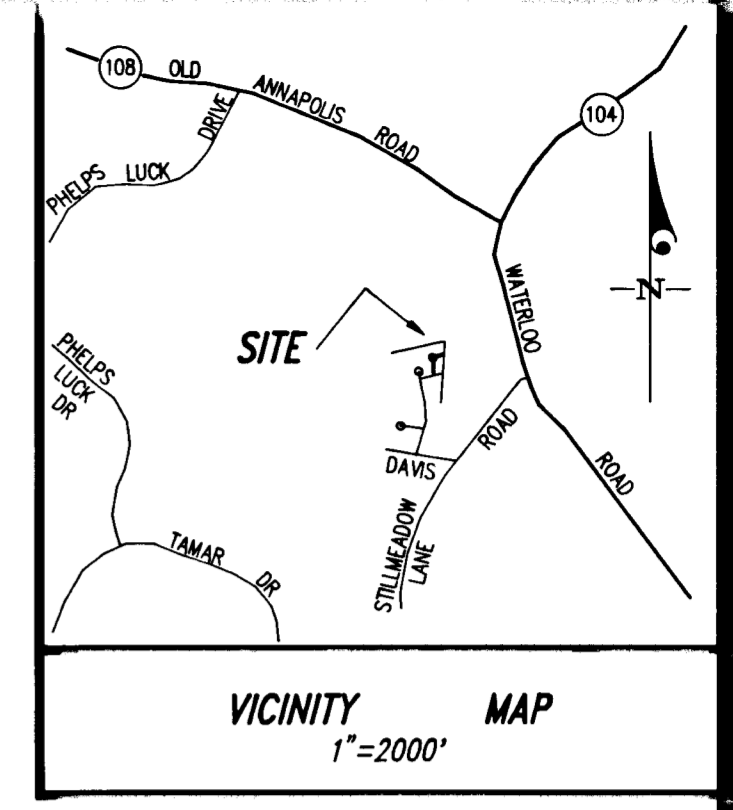 108 OLD ANNAPOLIS ROAD
104
PHELPS LUCK DRIVE
N
WATERLOO ROAD
SITE
PHELPS
LUCK
DR
DAVIS ROAD
STILLMEADOW
LANE
TAMAR DR
VICINITY MAP
1"=2000'